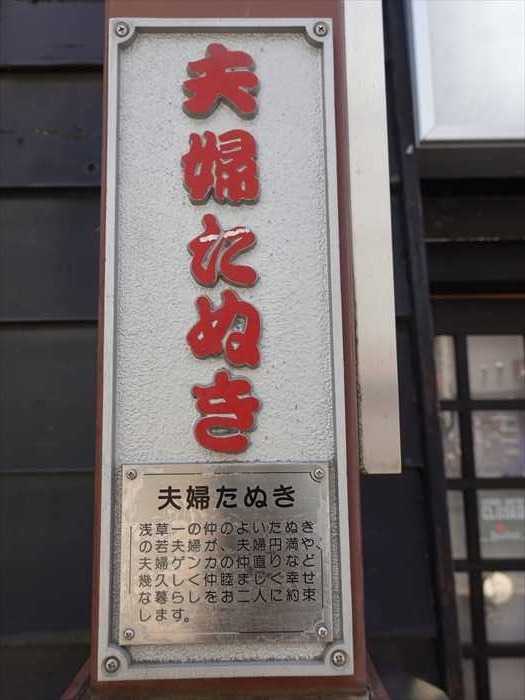 夫婦たぬき
夫婦たぬき
浅草一の仲のよいたぬき
の若夫婦が、夫婦円満や、
夫婦ゲンカの仲直りなど
幾久しく仲睦まじく幸せ
な暮らしをお二人に約束
します。